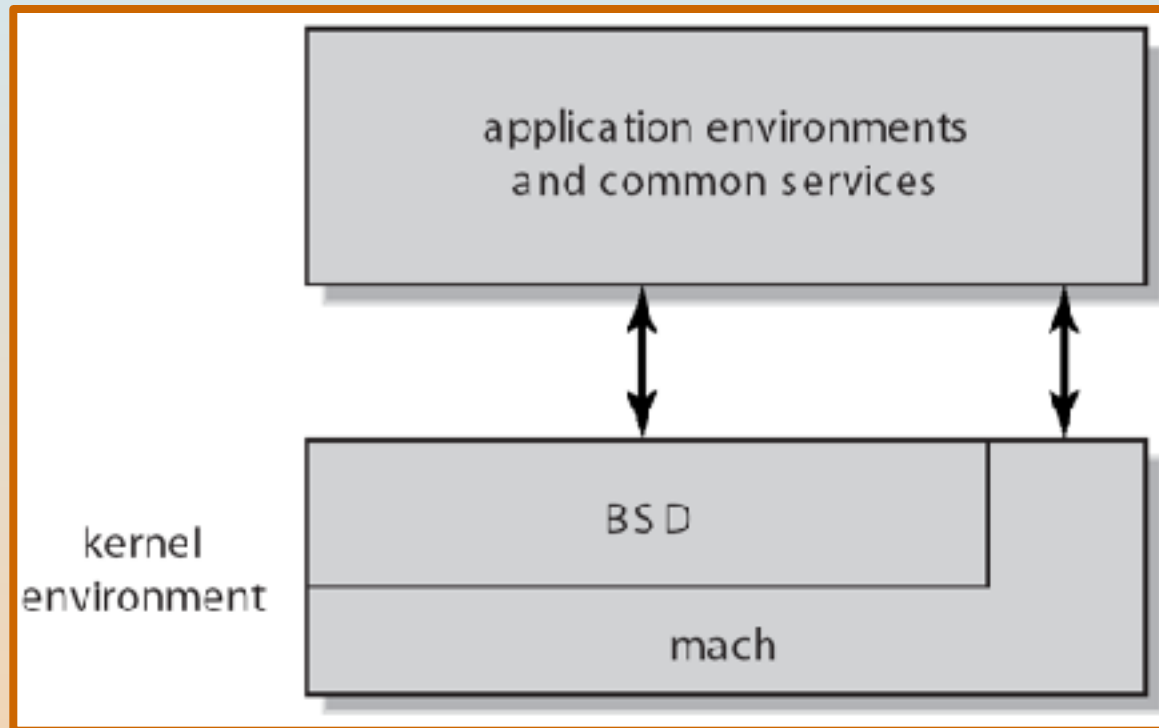 application environments
and common services
BSD
kernel
environment
mach